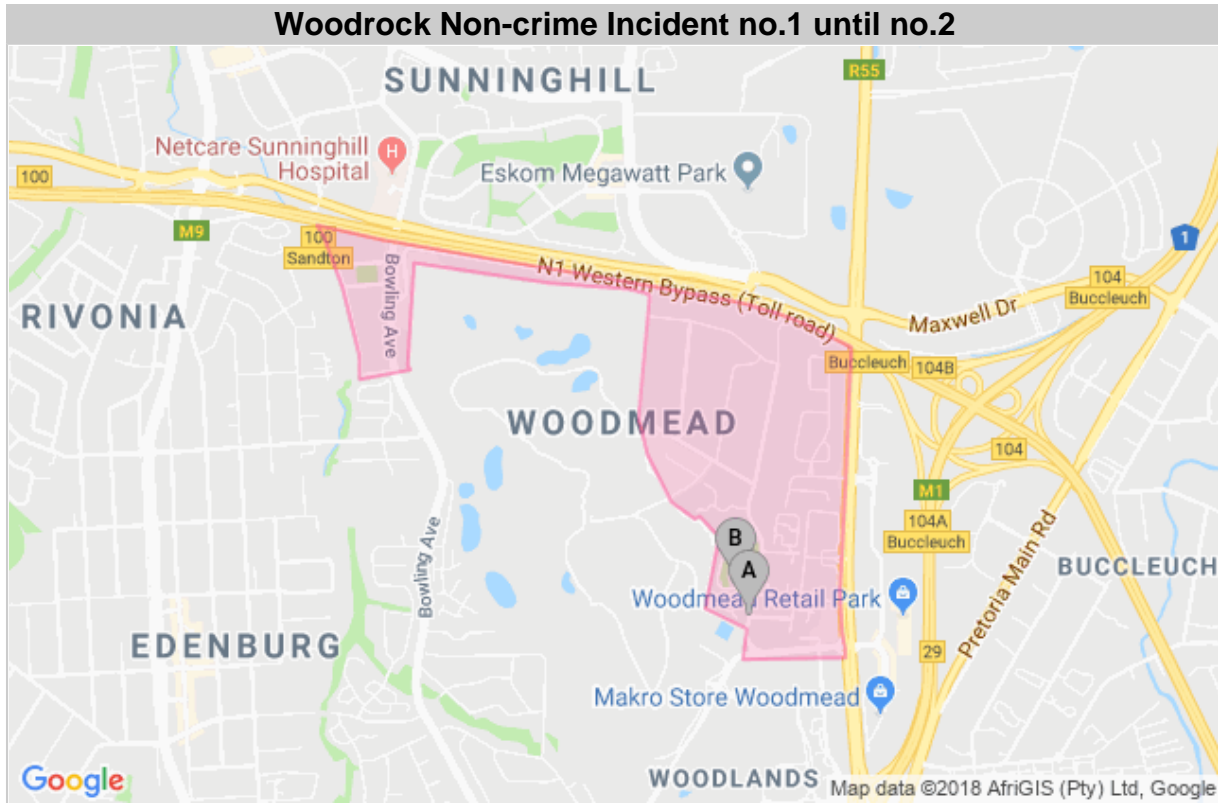 Woodrock Non-crime Incident no.1 until no.2
SUNNINGHILL
R55
Netcare Sunninghill
Hospital
H
Eskom Megawatt Park
100
M9
100
Sandton
Bowling Ave
N1 Western Bypass (Toll road)
1
104
Buccleuch
Maxwell Dr
RIVONIA
Buccleuch
104B
WOODMEAD
104
M1
104A
Buccleuch
B
A
Bowling Ave
Pretoria Main Rd
BUCCLEUCH
Woodmead Retail Park
EDENBURG
29
Makro Store Woodmead
WOODLANDS
Google
Map data ©2018 AfriGIS (Pty) Ltd, Google